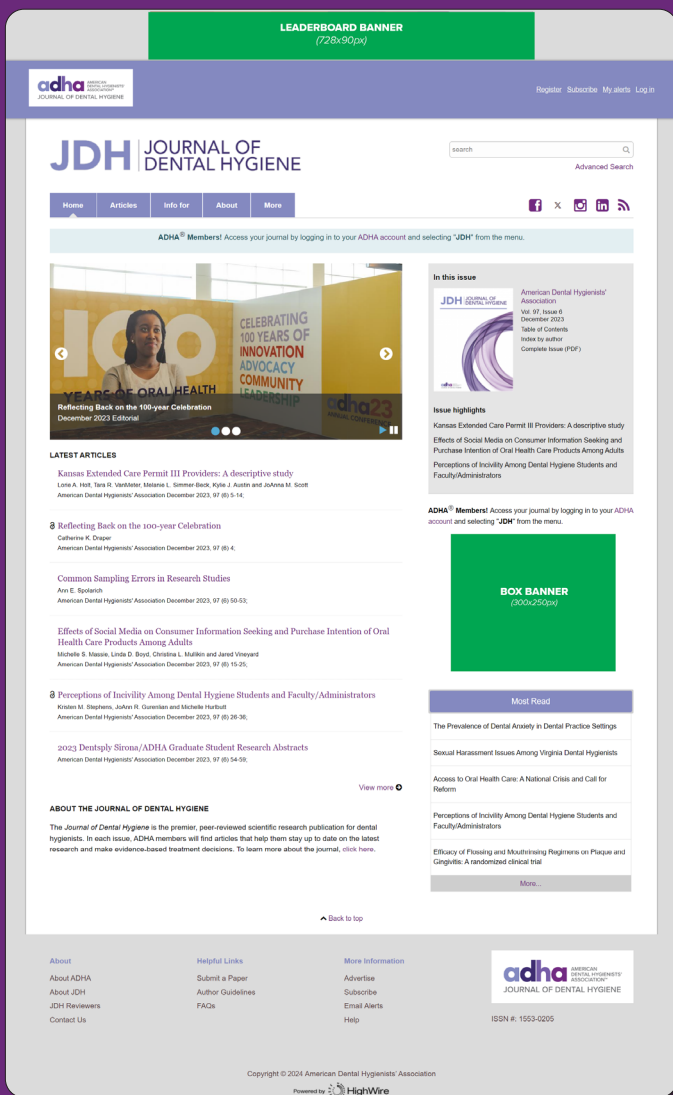 LEADERBOARD BANNER
(728x90px)
adha AMERICAN
DENTAL HYGIENISTS'
ASSOCIATION™
JOURNAL OF DENTAL HYGIENE
Register Subscribe My alerts Log in
JDH JOURNAL OF
DENTAL HYGIENE
search
Advanced Search
Home Articles Info for About More
ADHA® Members! Access your journal by logging in to your ADHA account and selecting "JDH" from the menu.
100
YEARS OF ORAL HEALTH
CELEBRATING
100 YEARS OF
INNOVATION
ADVOCACY
COMMUNITY
LEADERSHIP
adha23
ANNUAL CONFERENCE
Reflecting Back on the 100-year Celebration
December 2023 Editorial
LATEST ARTICLES
Kansas Extended Care Permit III Providers: A descriptive study
Lorie A. Holt, Tara R. VanMeter, Melanie L. Simmer-Beck, Kylie J. Austin and JoAnna M. Scott
American Dental Hygienists' Association December 2023, 97 (6) 5-14;
Reflecting Back on the 100-year Celebration
Catherine K. Draper
American Dental Hygienists' Association December 2023, 97 (6) 4;
Common Sampling Errors in Research Studies
Ann E. Spolarich
American Dental Hygienists' Association December 2023, 97 (6) 50-53;
Effects of Social Media on Consumer Information Seeking and Purchase Intention of Oral
Health Care Products Among Adults
Michelle S. Massie, Linda D. Boyd, Christina L. Mullikin and Jared Vineyard
American Dental Hygienists' Association December 2023, 97 (6) 15-25;
Perceptions of Incivility Among Dental Hygiene Students and Faculty/Administrators
Kristen M. Stephens, JoAnn R. Gurenlian and Michelle Hurlbutt
American Dental Hygienists' Association December 2023, 97 (6) 26-36;
2023 Dentsply Sirona/ADHA Graduate Student Research Abstracts
American Dental Hygienists' Association December 2023, 97 (6) 54-59;
View more
ABOUT THE JOURNAL OF DENTAL HYGIENE
The Journal of Dental Hygiene is the premier, peer-reviewed scientific research publication for dental
hygienists. In each issue, ADHA members will find articles that help them stay up to date on the latest
research and make evidence-based treatment decisions. To learn more about the journal, click here.
In this issue
JDH JOURNAL OF
DENTAL HYGIENE
adha
American Dental Hygienists'
Association
Vol. 97, Issue 6
December 2023
Table of Contents
Index by author
Complete Issue (PDF)
Issue highlights
Kansas Extended Care Permit III Providers: A descriptive study
Effects of Social Media on Consumer Information Seeking and
Purchase Intention of Oral Health Care Products Among Adults
Perceptions of Incivility Among Dental Hygiene Students and
Faculty/Administrators
ADHA® Members! Access your journal by logging in to your ADHA
account and selecting "JDH" from the menu.
BOX BANNER
(300x250px)
Most Read
The Prevalence of Dental Anxiety in Dental Practice Settings
Sexual Harassment Issues Among Virginia Dental Hygienists
Access to Oral Health Care: A National Crisis and Call for
Reform
Perceptions of Incivility Among Dental Hygiene Students and
Faculty/Administrators
Efficacy of Flossing and Mouthrinsing Regimens on Plaque and
Gingivitis: A randomized clinical trial
More...
Back to top
About
About ADHA
About JDH
JDH Reviewers
Contact Us
Helpful Links
Submit a Paper
Author Guidelines
FAQs
More Information
Advertise
Subscribe
Email Alerts
Help
adha AMERICAN
DENTAL HYGIENISTS'
ASSOCIATION™
JOURNAL OF DENTAL HYGIENE
ISSN #: 1553-0205
Copyright © 2024 American Dental Hygienists' Association
Powered by HighWire